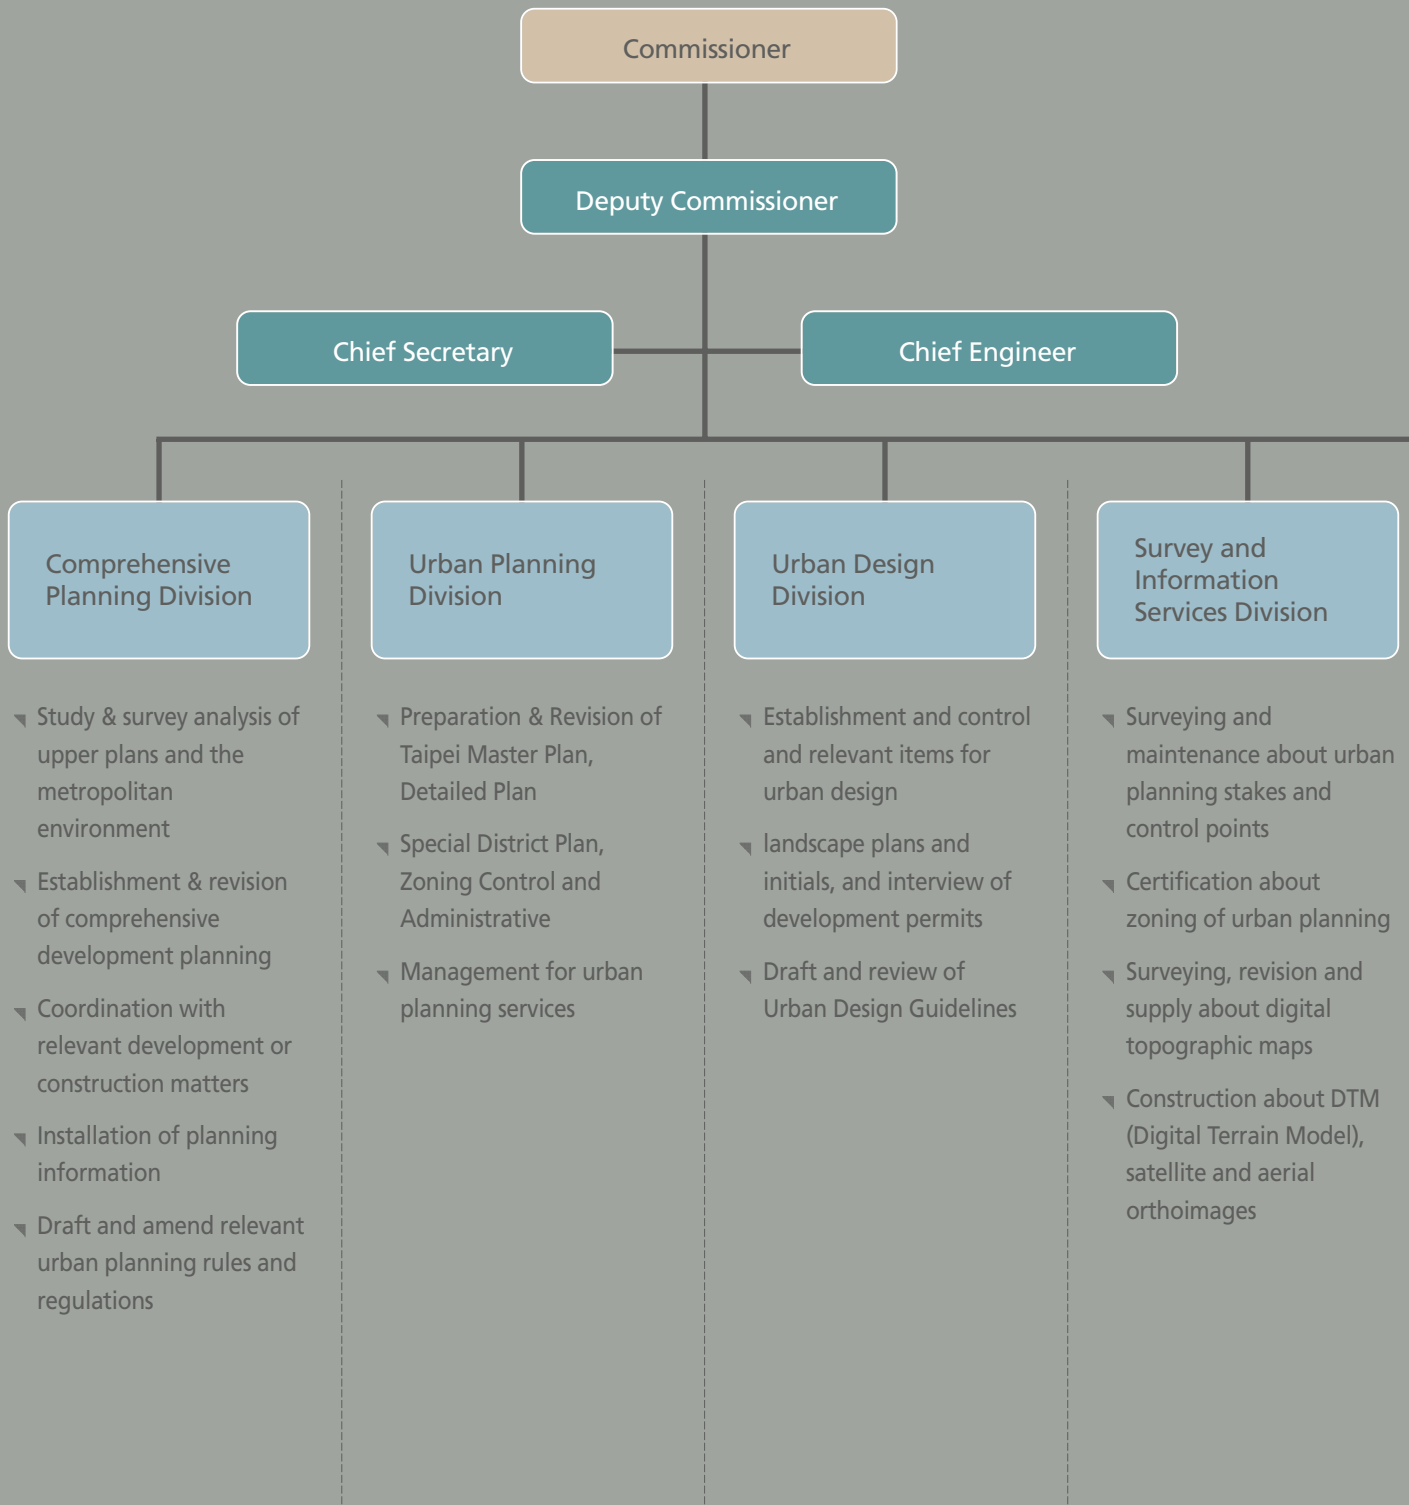 Commissioner
Deputy Commissioner
Chief Secretary
Chief Engineer
Comprehensive
Planning Division
Study & survey analysis of
upper plans and the
metropolitan
environment
Establishment & revision
of comprehensive
development planning
Coordination with
relevant development or
construction matters
Installation of planning
information
Draft and amend relevant
urban planning rules and
regulations
Urban Planning
Division
Preparation & Revision of
Taipei Master Plan,
Detailed Plan
Special District Plan,
Zoning Control and
Administrative
Management for urban
planning services
Urban Design
Division
Establishment and control
and relevant items for
urban design
landscape plans and
initials, and interview of
development permits
Draft and review of
Urban Design Guidelines
Survey and
Information
Services Division
Surveying and
maintenance about urban
planning stakes and
control points
Certification about
zoning of urban planning
Surveying, revision and
supply about digital
topographic maps
Construction about DTM
(Digital Terrain Model),
satellite and aerial
orthoimages